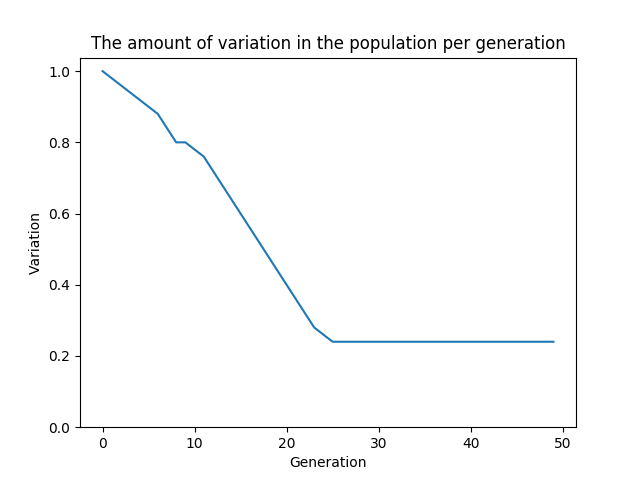 The amount of variation in the population per generation
1.0
0.8
0.6
0.4
0.2
0.0
Variation
0 10 20 30 40 50
Generation